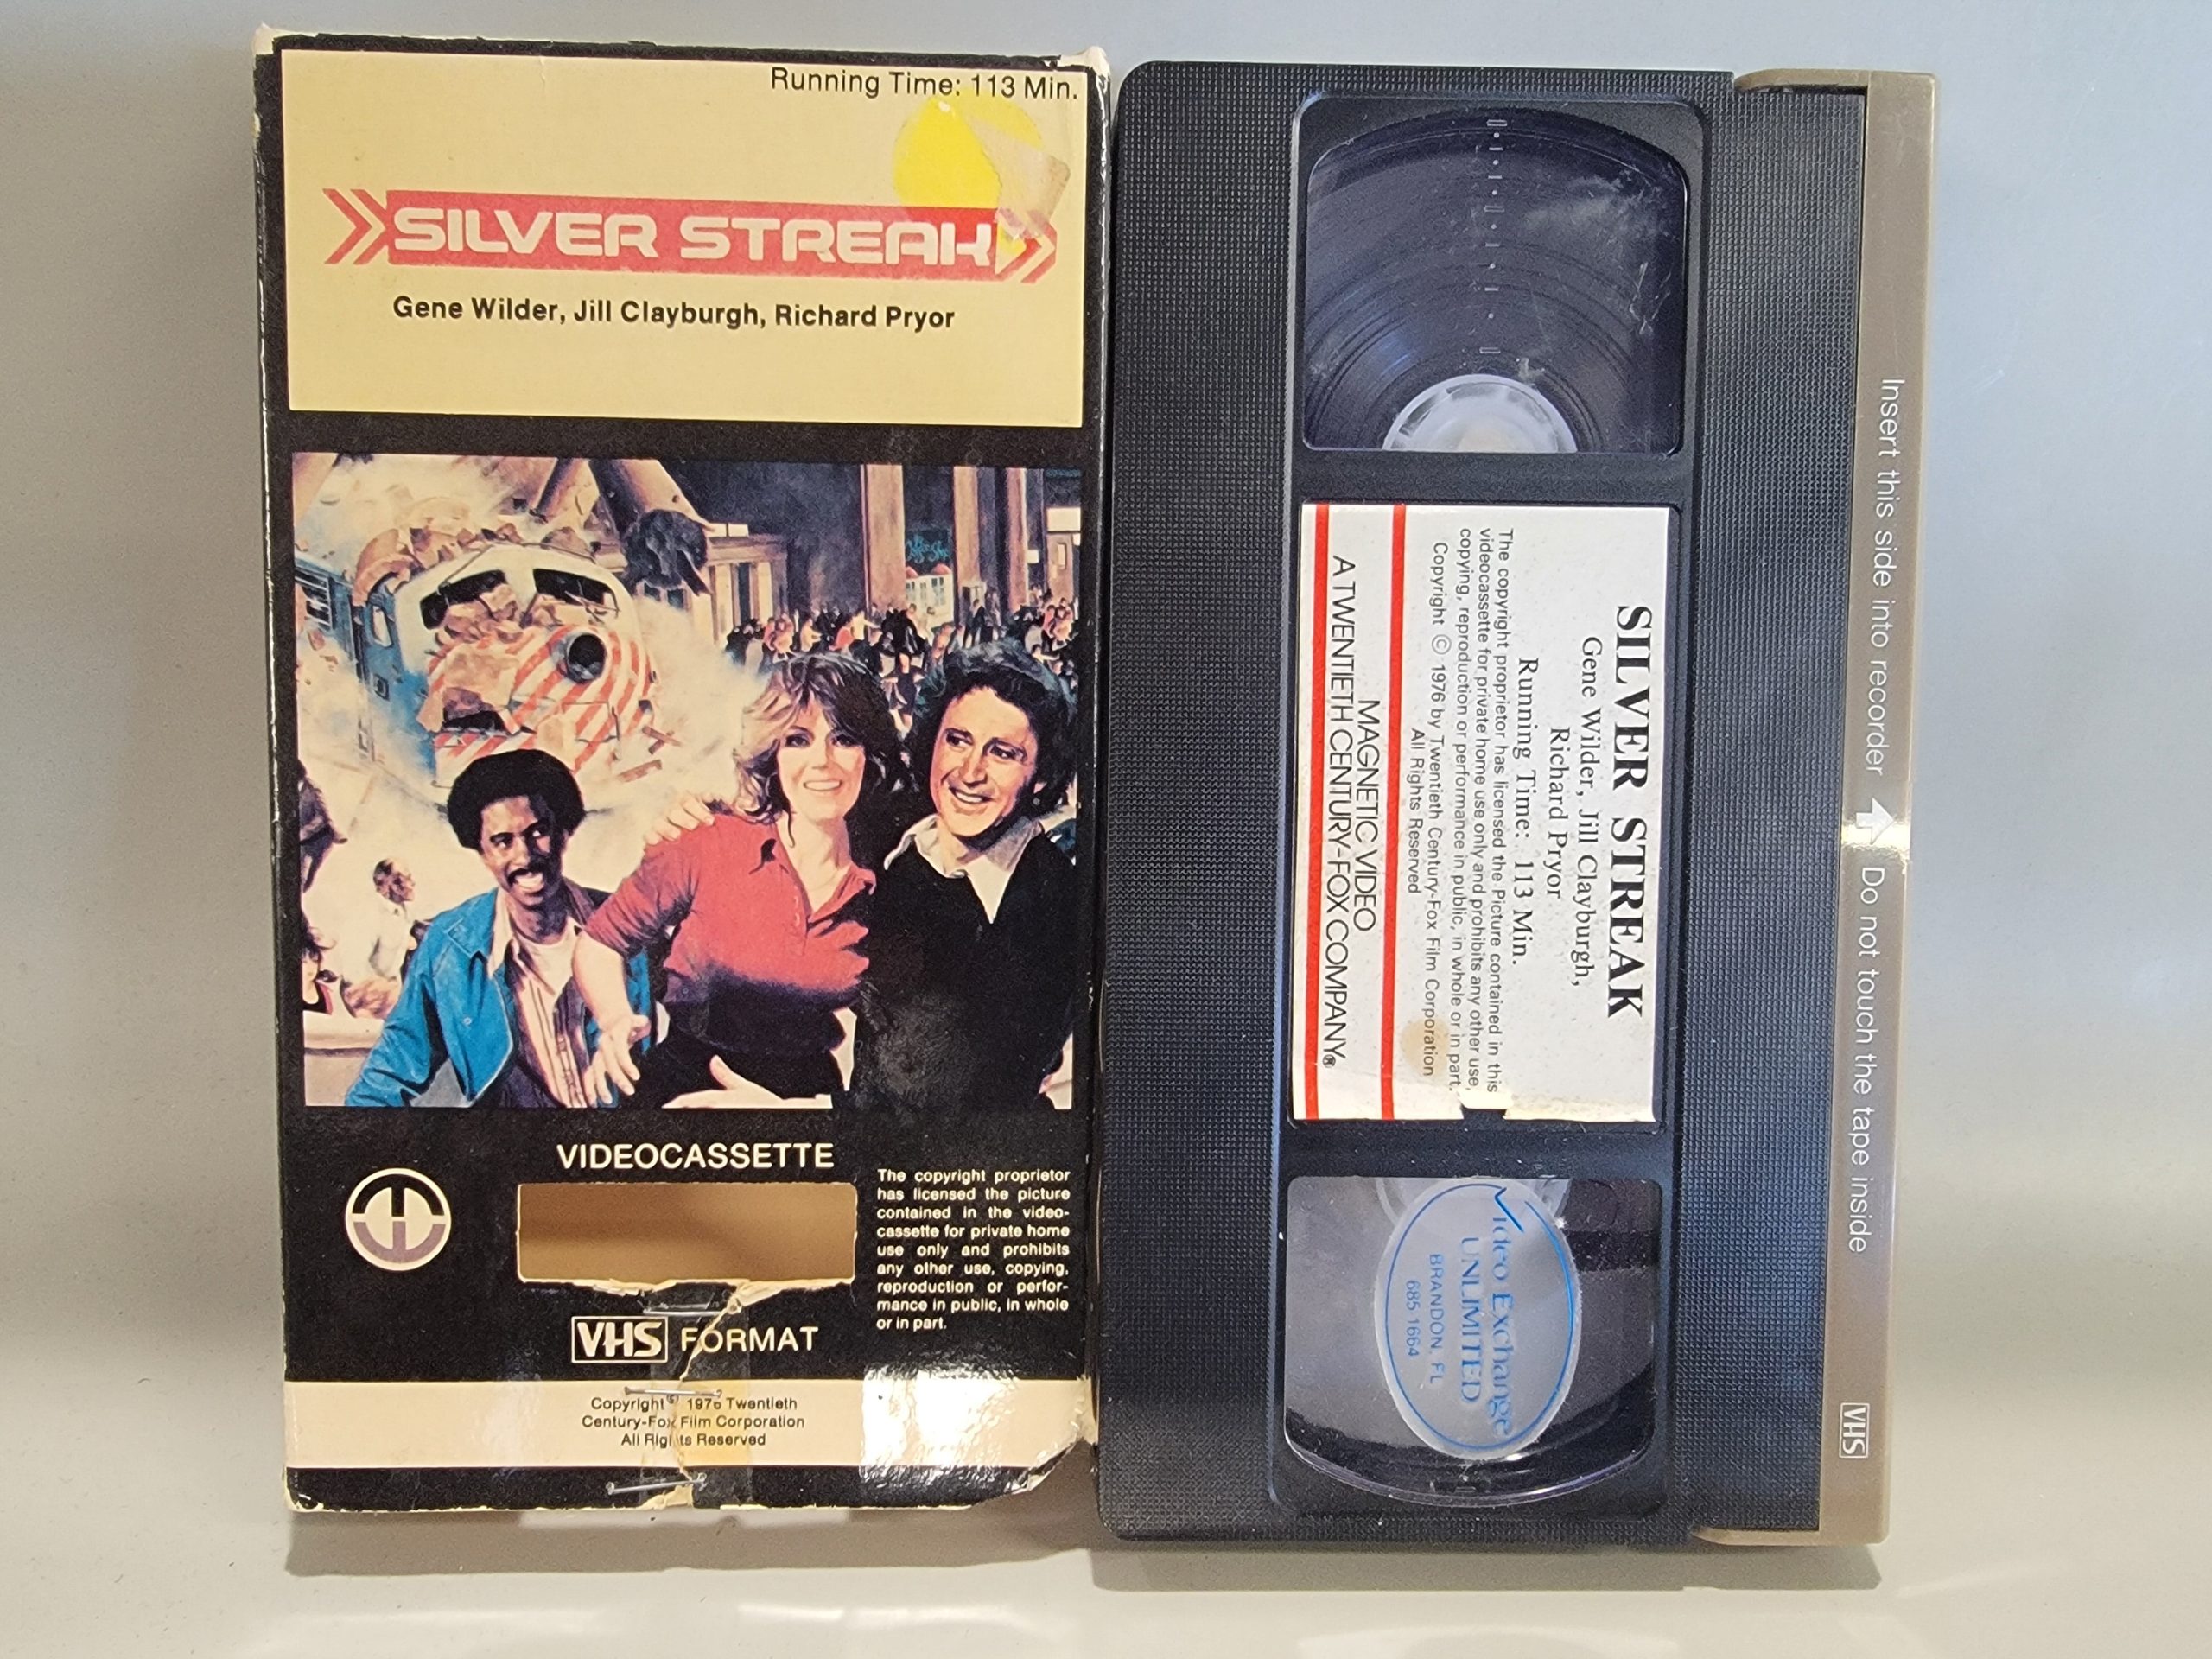 Running Time: 113 Min.
SILVER STREAK
Gene Wilder, Jill Clayburgh, Richard Pryor
VIDEOCASSETTE
The copyright proprietor
has licensed the picture
contained in the video-
cassette for private home
use only and prohibits
any other use, copying,
reproduction or perfor-
mance in public, in whole
or in part.
VHS FORMAT
Copyright © 1976 Twentieth
Century-Fox Film Corporation
All Rights Reserved
SILVER STREAK
Gene Wilder, Jill Clayburgh,
Richard Pryor
Running Time: 113 Min.
The copyright proprietor has licensed the Picture contained in this
videocassette for private home use only and prohibits any other use,
copying, reproduction or performance in public, in whole or in part.
Copyright © 1976 by Twentieth Century-Fox Film Corporation
All Rights Reserved
MAGNETIC VIDEO
A TWENTIETH CENTURY-FOX COMPANY®
Video Exchange
UNLIMITED
BRANDON, FL
685 1664
Insert this side into recorder
Do not touch the tape inside
VHS